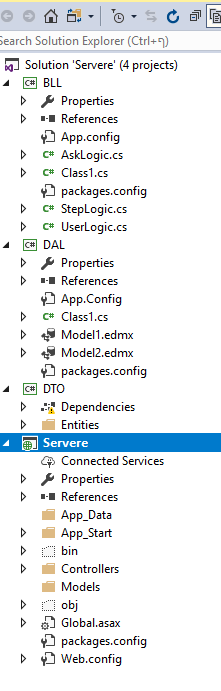 Search Solution Explorer (Ctrl+ף)
Solution 'Servere' (4 projects)
C# BLL
Properties
References
App.config
C# AskLogic.cs
C# Class1.cs
packages.config
C# StepLogic.cs
C# UserLogic.cs
C# DAL
Properties
References
App.Config
C# Class1.cs
Model1.edmx
Model2.edmx
packages.config
C# DTO
Dependencies
Entities
Servere
Connected Services
Properties
References
App_Data
App_Start
bin
Controllers
Models
obj
Global.asax
packages.config
Web.config